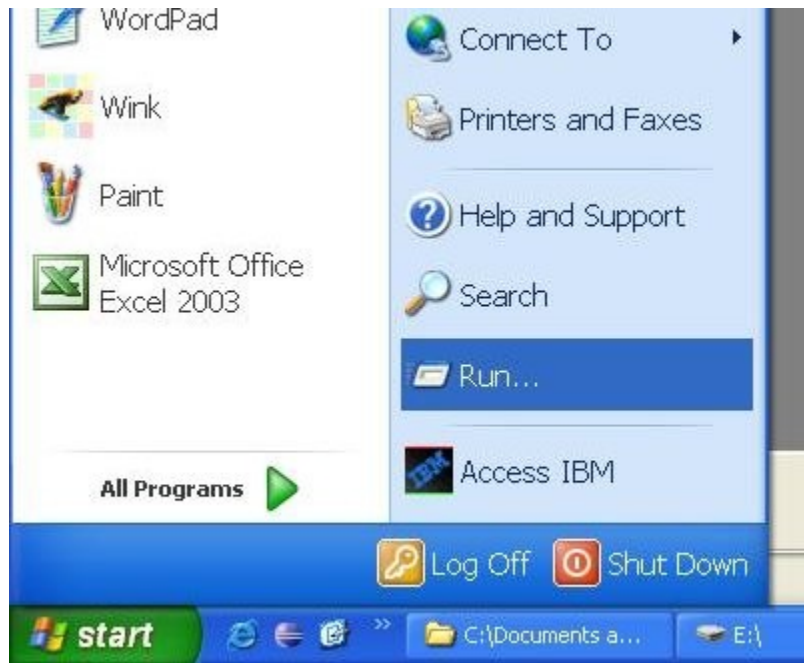 WordPad
Wink
Paint
Microsoft Office
Excel 2003
All Programs
Connect To
Printers and Faxes
Help and Support
Search
Run...
IBM
Access IBM
Log Off
Shut Down
start
C:\Documents a...
E:\